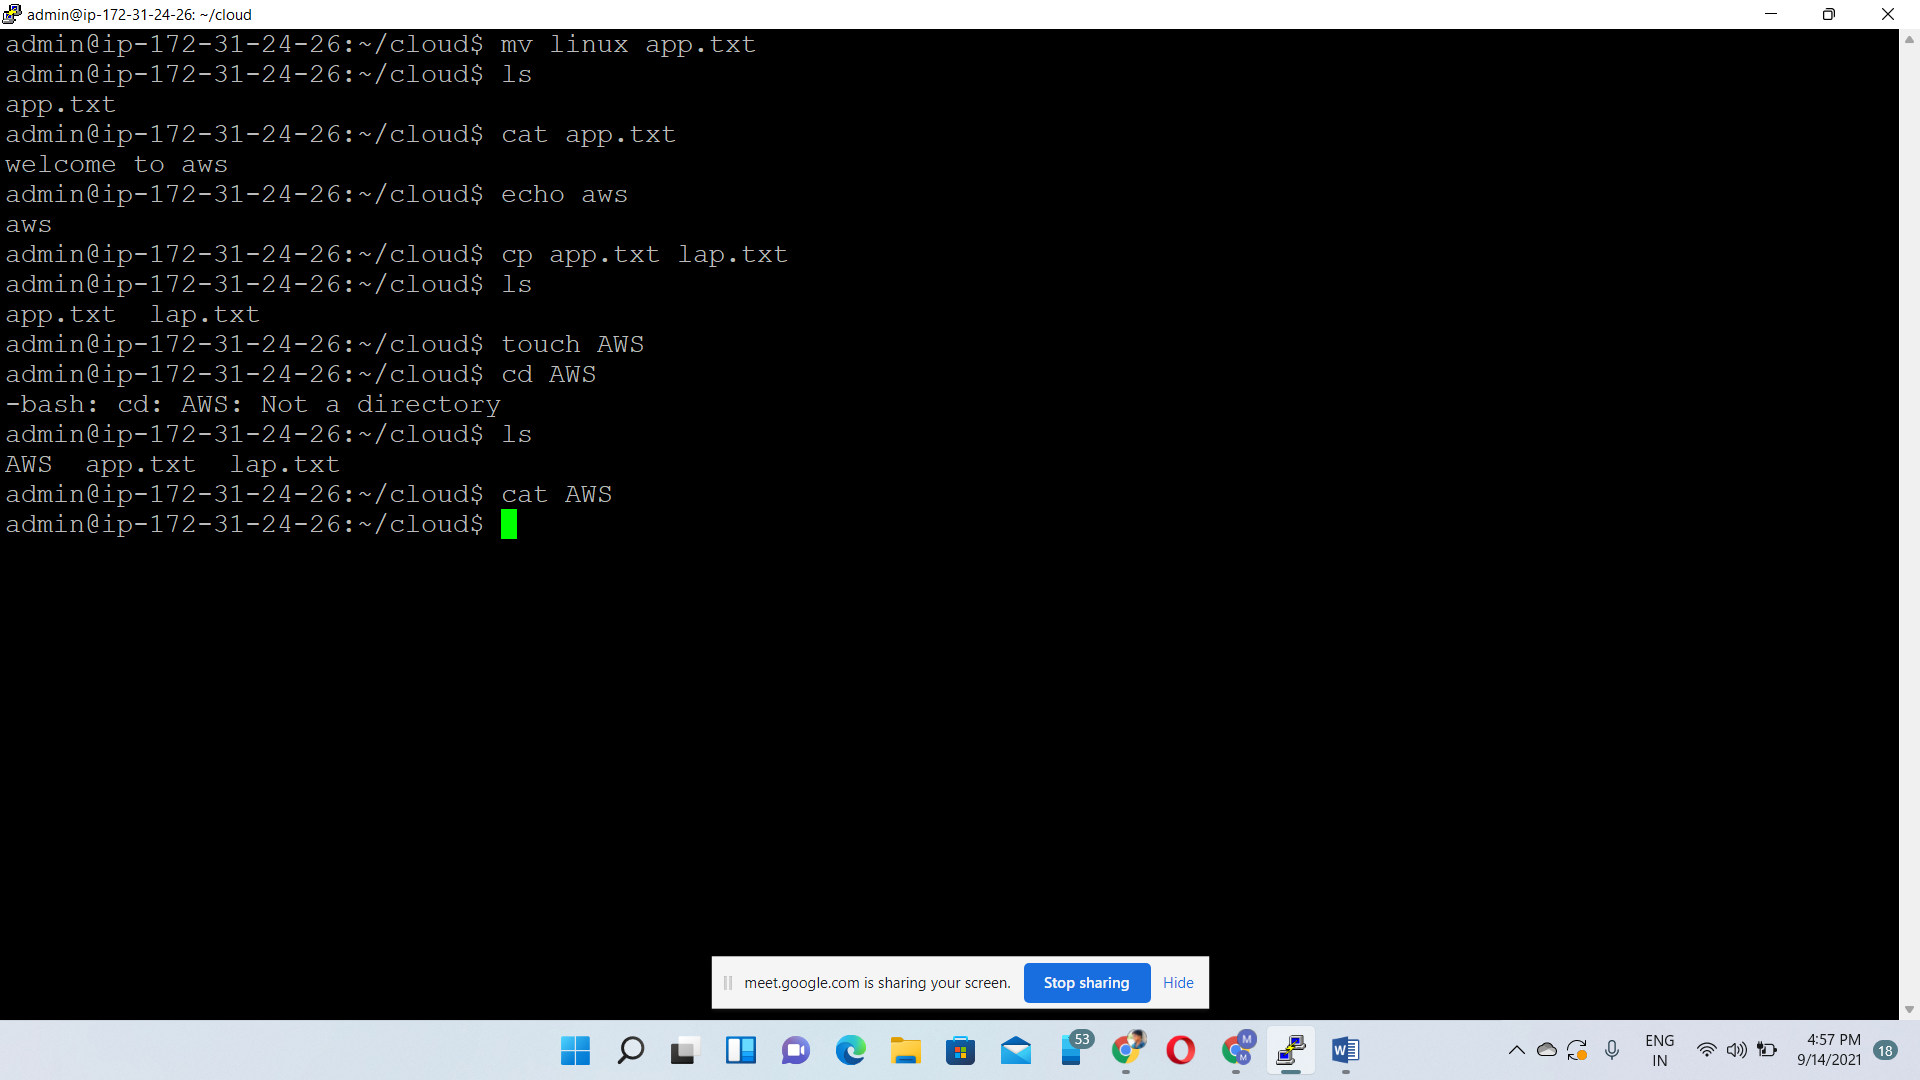 admin@ip-172-31-24-26: ~/cloud
admin@ip-172-31-24-26:~/cloud$ mv linux app.txt
admin@ip-172-31-24-26:~/cloud$ ls
app.txt
admin@ip-172-31-24-26:~/cloud$ cat app.txt
welcome to aws
admin@ip-172-31-24-26:~/cloud$ echo aws
aws
admin@ip-172-31-24-26:~/cloud$ cp app.txt lap.txt
admin@ip-172-31-24-26:~/cloud$ ls
app.txt  lap.txt
admin@ip-172-31-24-26:~/cloud$ touch AWS
admin@ip-172-31-24-26:~/cloud$ cd AWS
-bash: cd: AWS: Not a directory
admin@ip-172-31-24-26:~/cloud$ ls
AWS  app.txt  lap.txt
admin@ip-172-31-24-26:~/cloud$ cat AWS
admin@ip-172-31-24-26:~/cloud$
meet.google.com is sharing your screen. Stop sharing Hide
53
M
M
W
ENG
IN
4:57 PM
9/14/2021
18